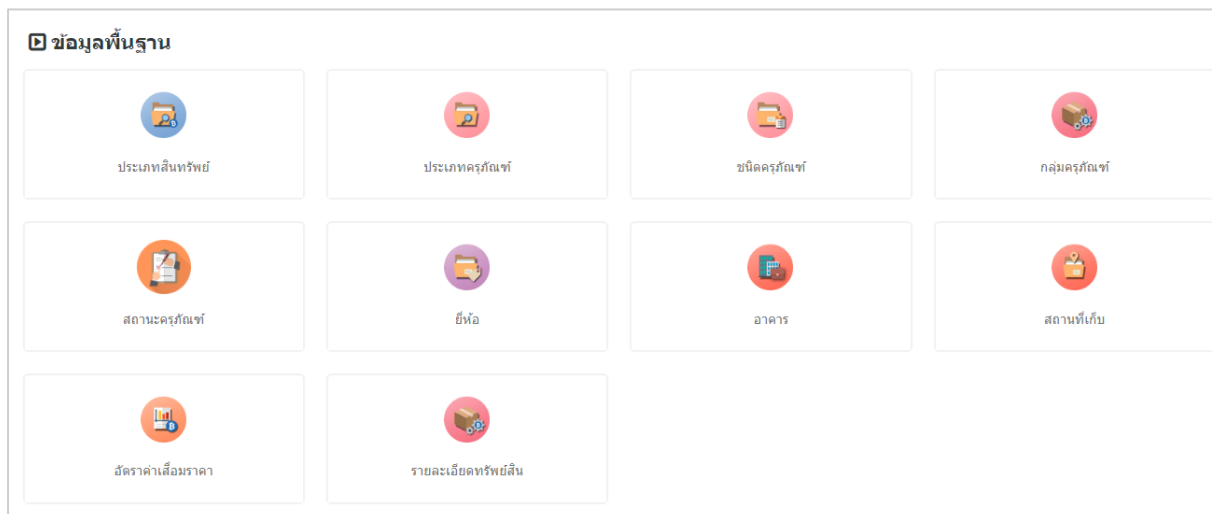 ข้อมูลพื้นฐาน
ประเภทสินทรัพย์
ประเภทครุภัณฑ์
ชนิดครุภัณฑ์
กลุ่มครุภัณฑ์
สถานะครุภัณฑ์
ยี่ห้อ
อาคาร
สถานที่เก็บ
อัตราค่าเสื่อมราคา
รายละเอียดทรัพย์สิน